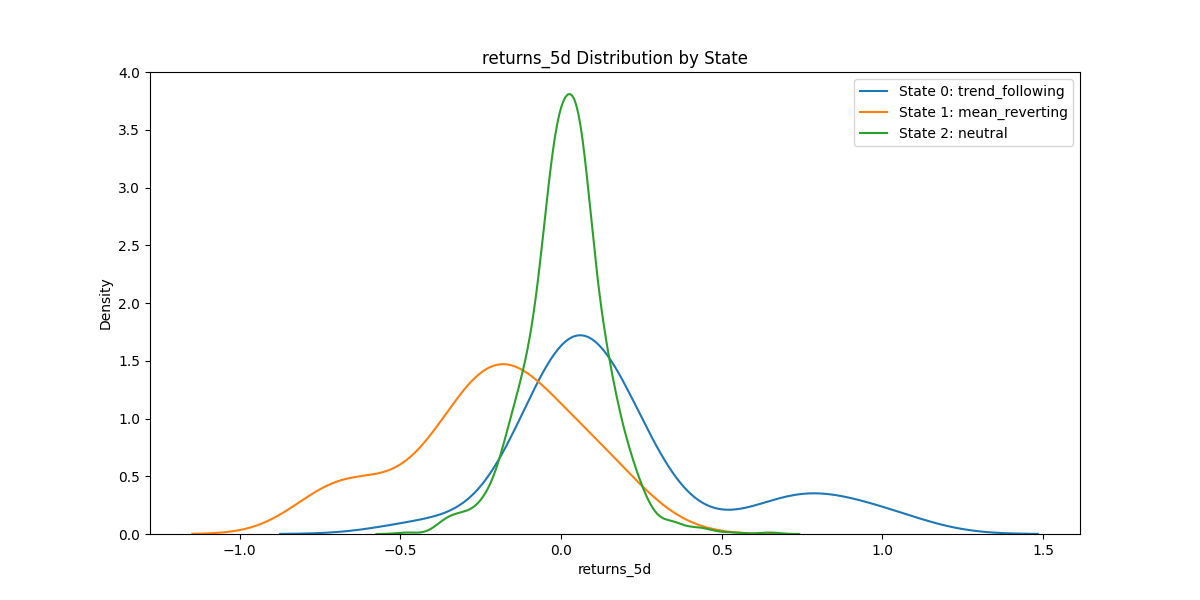 returns_5d Distribution by State
State 0: trend_following
State 1: mean_reverting
State 2: neutral
Density
4.0
3.5
3.0
2.5
2.0
1.5
1.0
0.5
0.0
−1.0 −0.5 0.0 0.5 1.0 1.5
returns_5d